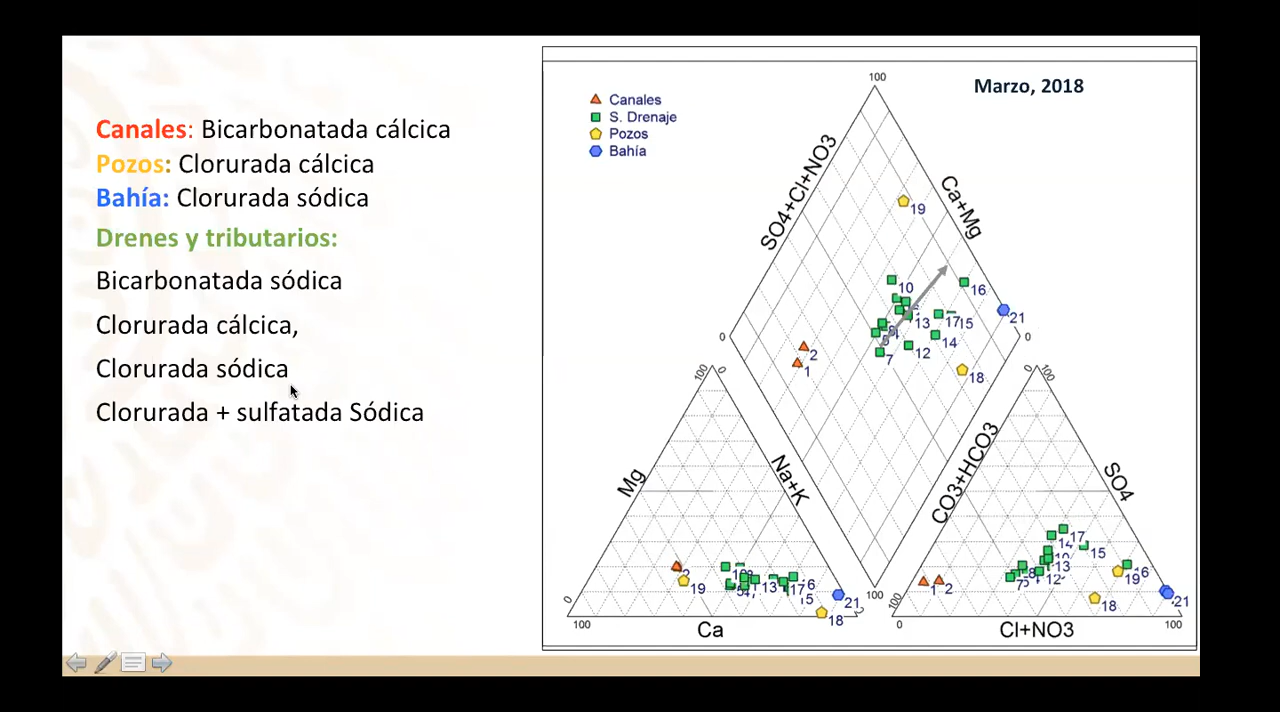 Canales: Bicarbonatada cálcica
Pozos: Clorurada cálcica
Bahía: Clorurada sódica
Drenes y tributarios:
Bicarbonatada sódica
Clorurada cálcica,
Clorurada sódica
Clorurada + sulfatada Sódica
Marzo, 2018
Canales
S. Drenaje
Pozos
Bahía
100
SO4+Cl+NO3
Ca+Mg
19
10
16
13
17
15
21
14
12
7
18
2
1
0
0
100
0
0
100
Mg
Na+K
CO3+HCO3
SO4
19
13
17
15
21
18
100
0
100
Ca
100
17
14
15
13
12
7
1
2
19
16
18
21
0
100
Cl+NO3